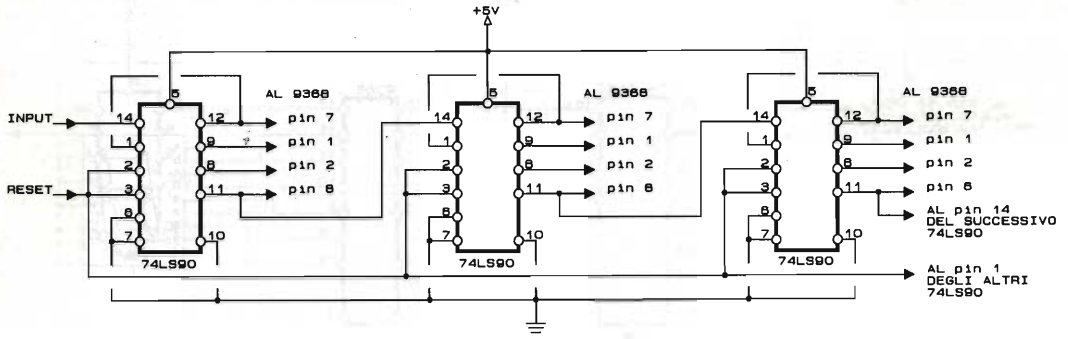 +5V
5
AL 9368
INPUT
14
12
pin 7
1
9
pin 1
2
8
pin 2
RESET
3
11
pin 6
6
7
10
74LS90
5
AL 9368
14
12
pin 7
1
9
pin 1
2
8
pin 2
3
11
pin 6
6
7
10
74LS90
5
AL 9368
14
12
pin 7
1
9
pin 1
2
8
pin 2
3
11
pin 6
6
7
10
74LS90
AL pin 14
DEL SUCCESSIVO
74LS90
AL pin 1
DEGLI ALTRI
74LS90